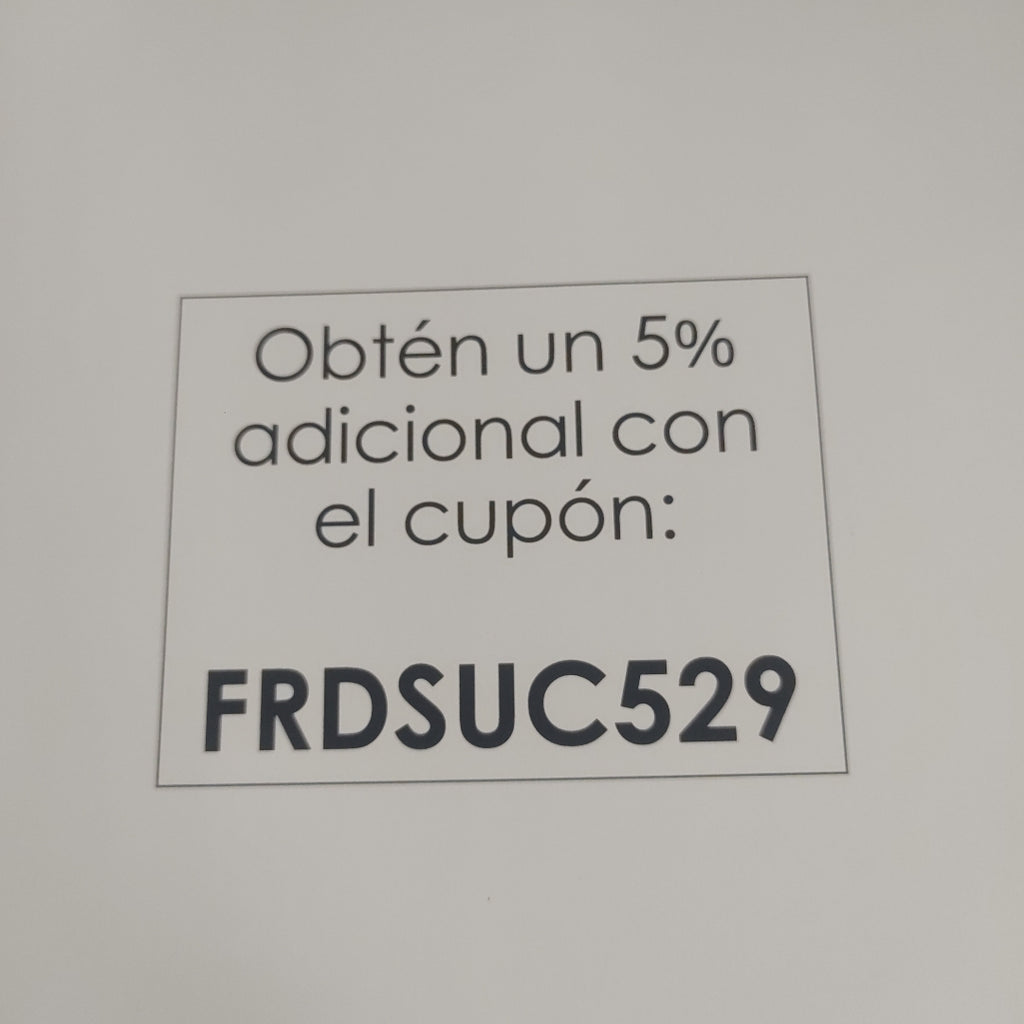 Obtén un 5%
adicional con
el cupón:
FRDSUC529